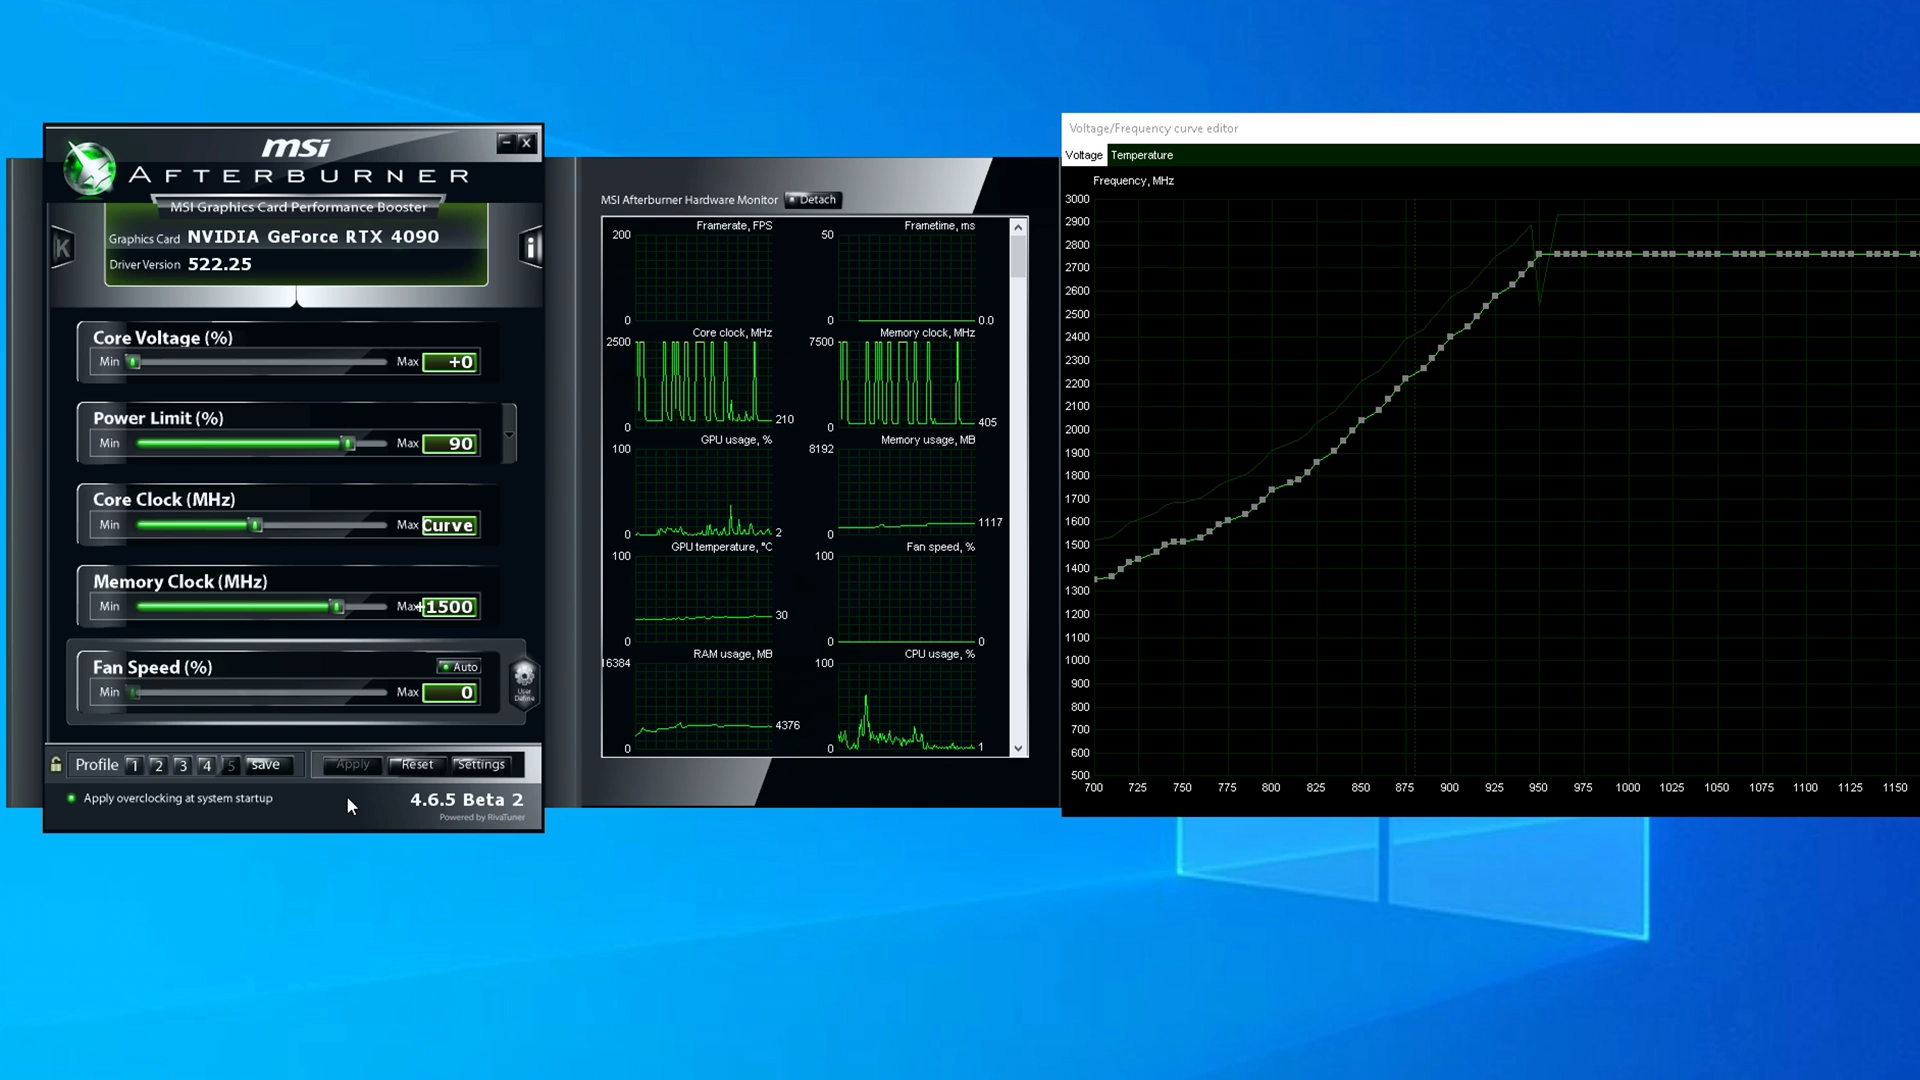 msi
AFTERBURNER
MSI Graphics Card Performance Booster
Graphics Card NVIDIA GeForce RTX 4090
Driver Version 522.25
K
i
Core Voltage (%)
Min Max +0
Power Limit (%)
Min Max 90
Core Clock (MHz)
Min Max Curve
Memory Clock (MHz)
Min Max +1500
Fan Speed (%) Auto
Min Max 0
User Define
Profile 1 2 3 4 5 save Apply Reset Settings
Apply overclocking at system startup
4.6.5 Beta 2
Powered by RivaTuner
MSI Afterburner Hardware Monitor Detach
Framerate, FPS
200
0
Frametime, ms
50
0
0.0
Core clock, MHz
2500
0
210
Memory clock, MHz
7500
0
405
GPU usage, %
100
0
2
Memory usage, MB
8192
0
1117
GPU temperature, °C
100
0
30
Fan speed, %
100
0
0
RAM usage, MB
16384
0
4376
CPU usage, %
100
0
1
Voltage/Frequency curve editor
Voltage Temperature
Frequency, MHz
3000
2900
2800
2700
2600
2500
2400
2300
2200
2100
2000
1900
1800
1700
1600
1500
1400
1300
1200
1100
1000
900
800
700
600
500
700 725 750 775 800 825 850 875 900 925 950 975 1000 1025 1050 1075 1100 1125 1150